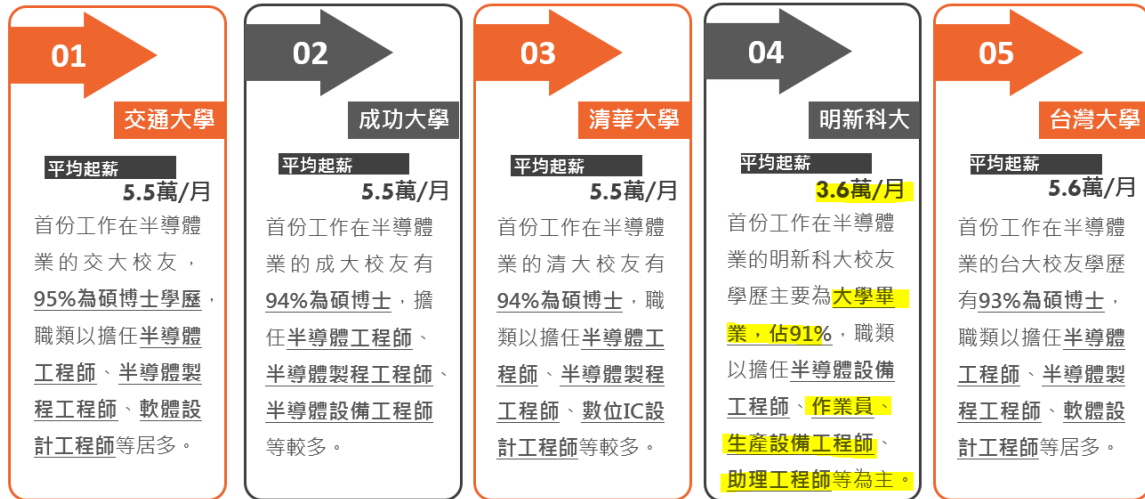 01
交通大學
平均起薪
5.5萬/月
首份工作在半導體
業的交大校友，
95%為碩博士學歷，
職類以擔任半導體
工程師、半導體製
程工程師、軟體設
計工程師等居多。
02
成功大學
平均起薪
5.5萬/月
首份工作在半導體
業的成大校友有
94%為碩博士，擔
任半導體工程師、
半導體製程工程師、
半導體設備工程師
等較多。
03
清華大學
平均起薪
5.5萬/月
首份工作在半導體
業的清大校友有
94%為碩博士，職
類以擔任半導體工
程師、半導體製程
工程師、數位IC設
計工程師等較多。
04
明新科大
平均起薪
3.6萬/月
首份工作在半導體
業的明新科大校友
學歷主要為大學畢
業，佔91%，職類
以擔任半導體設備
工程師、作業員、
生產設備工程師、
助理工程師等為主。
05
台灣大學
平均起薪
5.6萬/月
首份工作在半導體
業的台大校友學歷
有93%為碩博士，
職類以擔任半導體
工程師、半導體製
程工程師、軟體設
計工程師等居多。